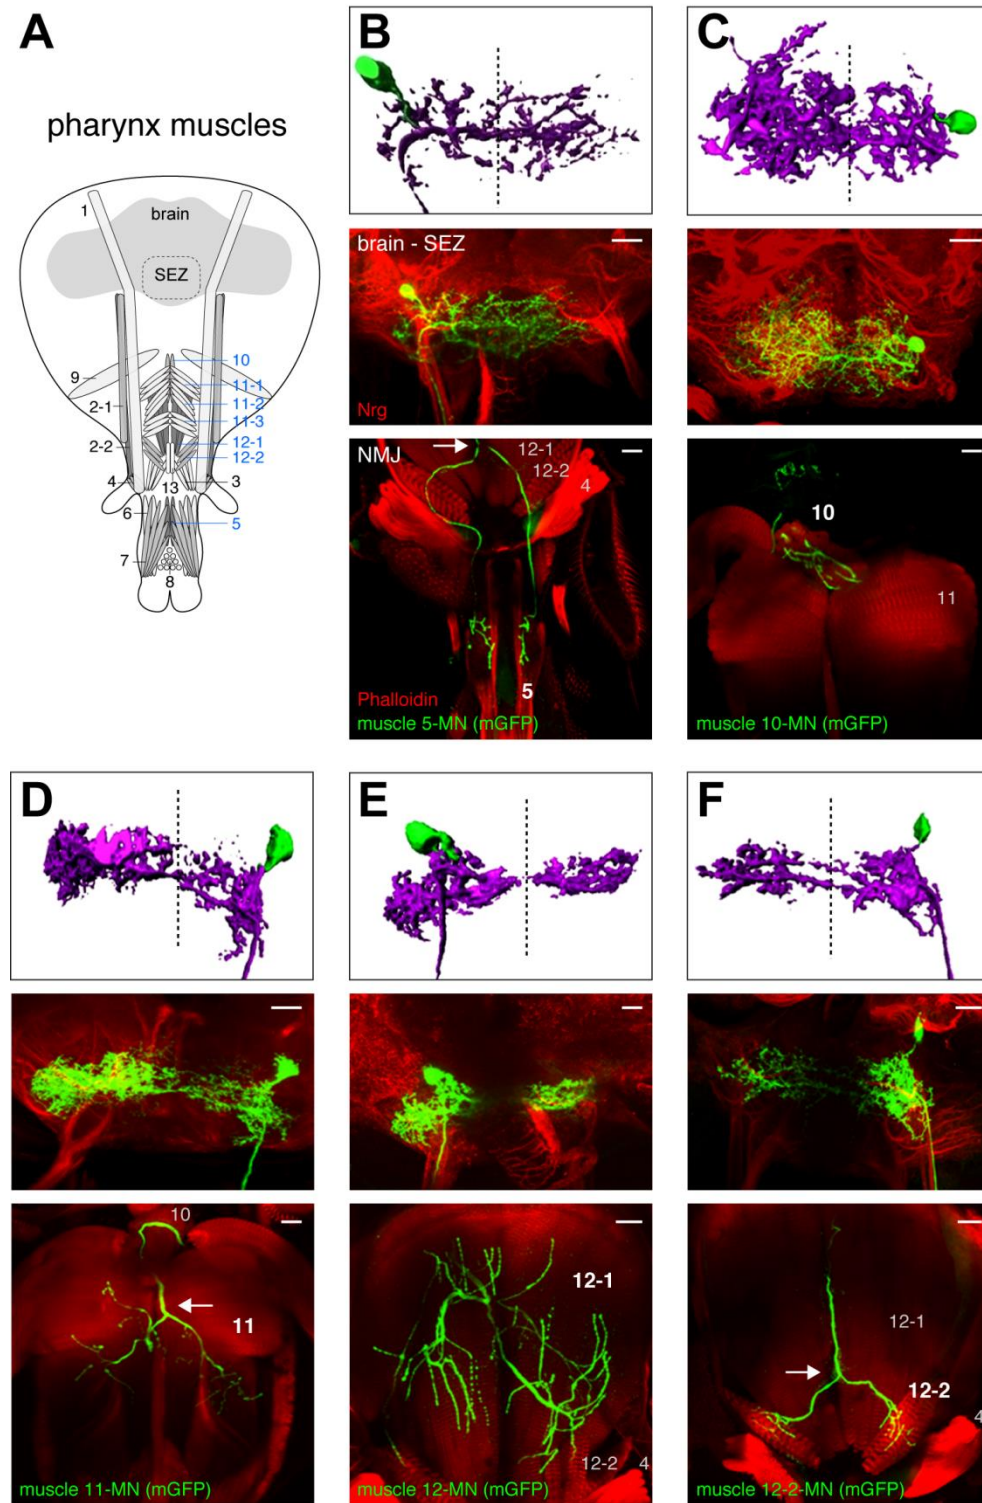 A
pharynx muscles
1
brain
SEZ
9
2-1
2-2
4
6
7
13
8
3
10
11-1
11-2
11-3
12-1
12-2
5
B
brain - SEZ
Nrg
NMJ
12-1
12-2
4
5
Phalloidin
muscle 5-MN (mGFP)
C
10
11
muscle 10-MN (mGFP)
D
10
11
muscle 11-MN (mGFP)
E
12-1
12-2
4
muscle 12-MN (mGFP)
F
12-1
12-2
4
muscle 12-2-MN (mGFP)